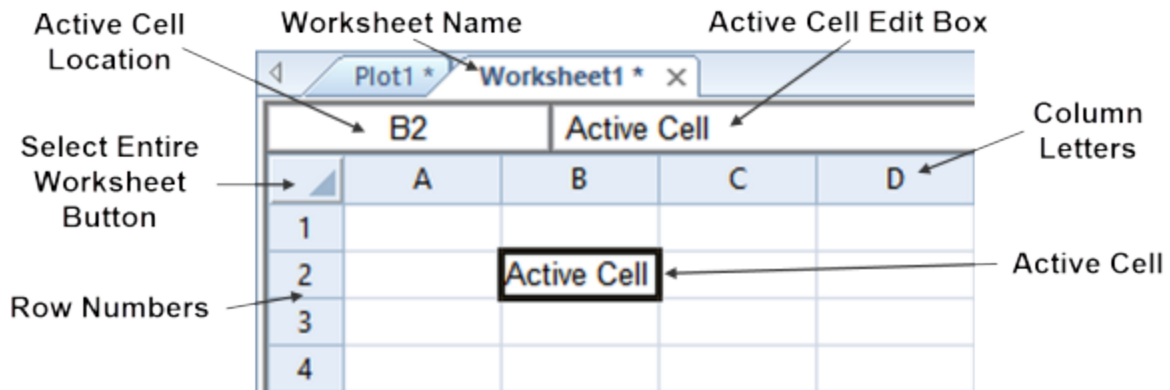 Active Cell
Location
Worksheet Name
Active Cell Edit Box
Plot1 *
Worksheet1 *
B2
Active Cell
Column
Letters
Select Entire
Worksheet
Button
A
B
C
D
1
2
Active Cell
Active Cell
Row Numbers
3
4